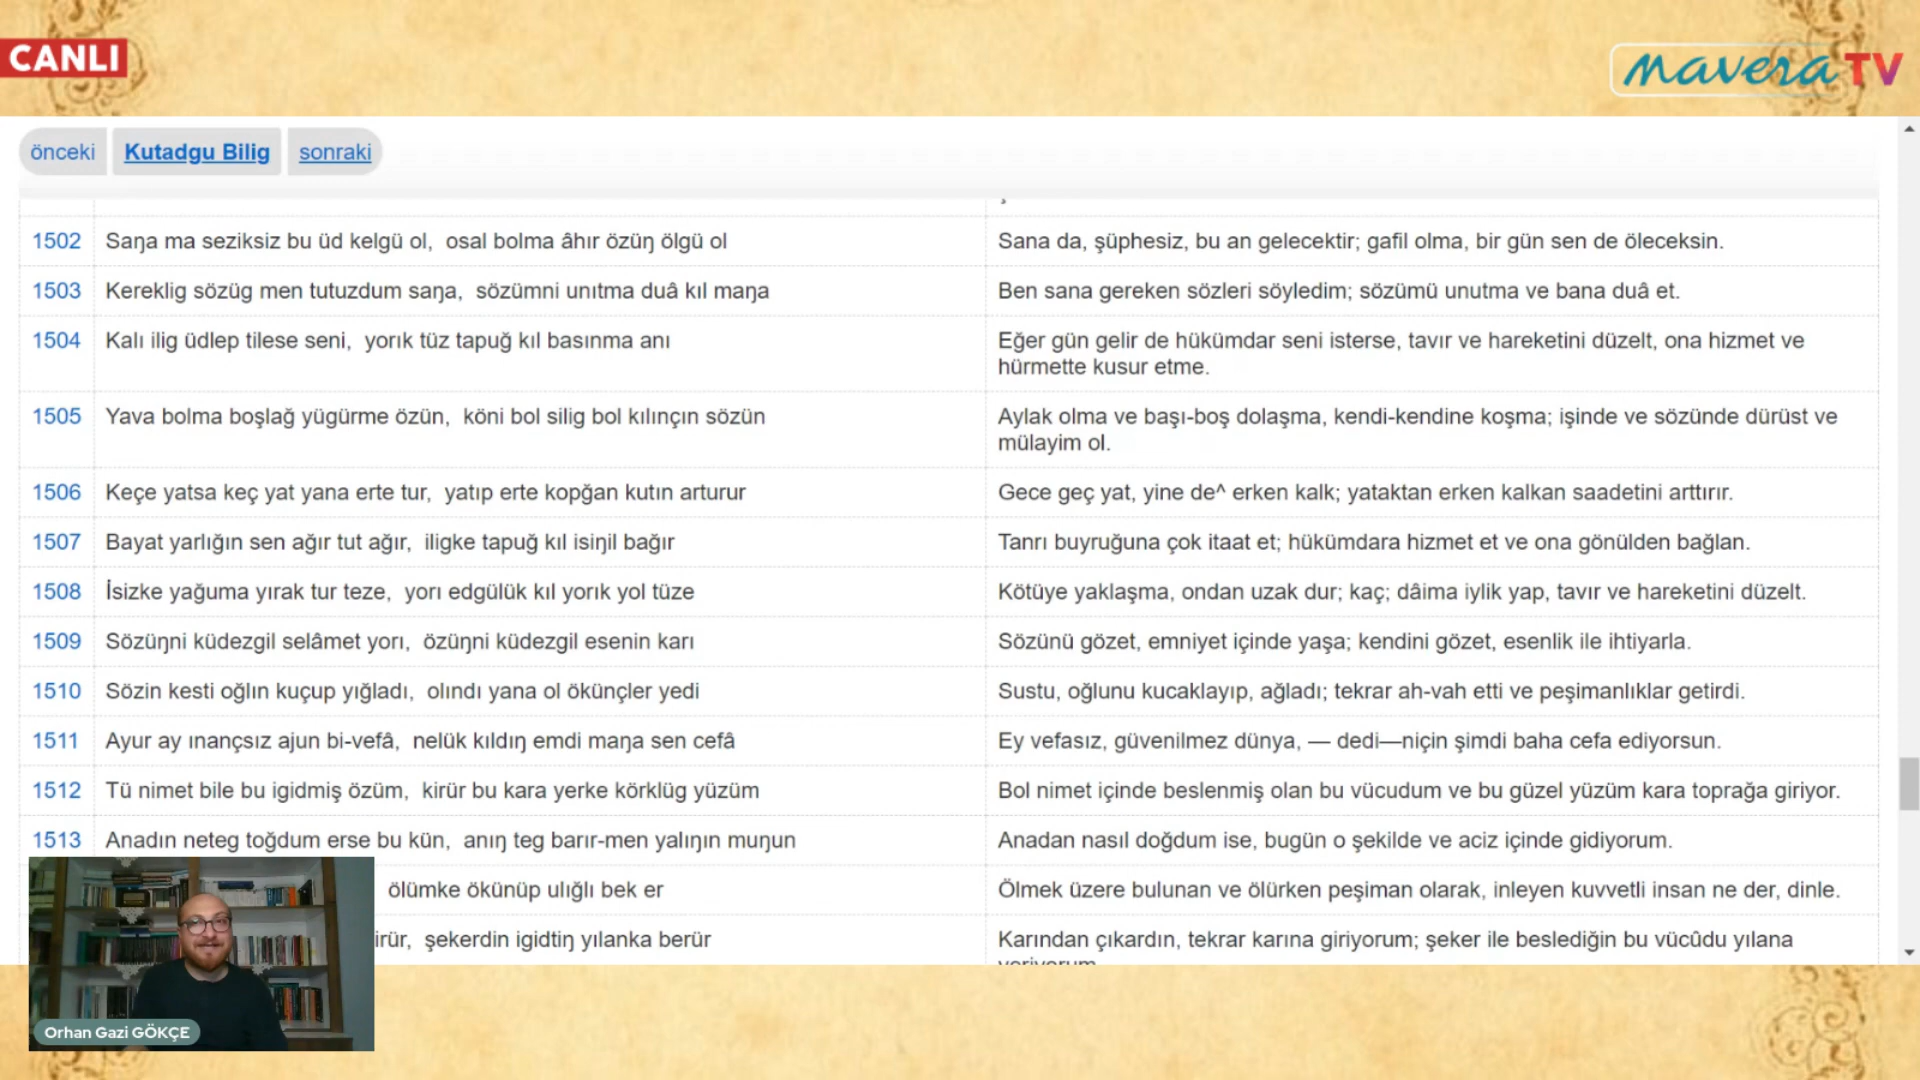 CANLI
mavera TV
önceki Kutadgu Bilig sonraki
1502 Saŋa ma seziksiz bu üd kelgü ol, osal bolma âhır özüŋ ölgü ol Sana da, şüphesiz, bu an gelecektir; gafil olma, bir gün sen de öleceksin.
1503 Kereklig sözüg men tutuzdum saŋa, sözümni unıtma duâ kıl maŋa Ben sana gereken sözleri söyledim; sözümü unutma ve bana duâ et.
1504 Kalı ilig üdlep tilese seni, yorık tüz tapuğ kıl basınma anı Eğer gün gelir de hükümdar seni isterse, tavır ve hareketini düzelt, ona hizmet ve
hürmette kusur etme.
1505 Yava bolma boşlağ yügürme özün, köni bol silig bol kılınçın sözün Aylak olma ve başı-boş dolaşma, kendi-kendine koşma; işinde ve sözünde dürüst ve
mülayim ol.
1506 Keçe yatsa keç yat yana erte tur, yatıp erte kopğan kutın arturur Gece geç yat, yine de^ erken kalk; yataktan erken kalkan saadetini arttırır.
1507 Bayat yarlığın sen ağır tut ağır, iligke tapuğ kıl isiŋil bağır Tanrı buyruğuna çok itaat et; hükümdara hizmet et ve ona gönülden bağlan.
1508 İsizke yağuma yırak tur teze, yorı edgülük kıl yorık yol tüze Kötüye yaklaşma, ondan uzak dur; kaç; dâima iylik yap, tavır ve hareketini düzelt.
1509 Sözüŋni küdezgil selâmet yorı, özüŋni küdezgil esenin karı Sözünü gözet, emniyet içinde yaşa; kendini gözet, esenlik ile ihtiyarla.
1510 Sözin kesti oğlın kuçup yığladı, olındı yana ol ökünçler yedi Sustu, oğlunu kucaklayıp, ağladı; tekrar ah-vah etti ve peşimanlıklar getirdi.
1511 Ayur ay ınançsız ajun bi-vefâ, nelük kıldıŋ emdi maŋa sen cefâ Ey vefasız, güvenilmez dünya, — dedi—niçin şimdi baha cefa ediyorsun.
1512 Tü nimet bile bu igidmiş özüm, kirür bu kara yerke körklüg yüzüm Bol nimet içinde beslenmiş olan bu vücudum ve bu güzel yüzüm kara toprağa giriyor.
1513 Anadın neteg toğdum erse bu kün, anıŋ teg barır-men yalıŋın muŋun Anadan nasıl doğdum ise, bugün o şekilde ve aciz içinde gidiyorum.
ölümke ökünüp ulığlı bek er Ölmek üzere bulunan ve ölürken peşiman olarak, inleyen kuvvetli insan ne der, dinle.
irür, şekerdin igidtiŋ yılanka berür Karından çıkardın, tekrar karına giriyorum; şeker ile beslediğin bu vücûdu yılana
Orhan Gazi GÖKÇE